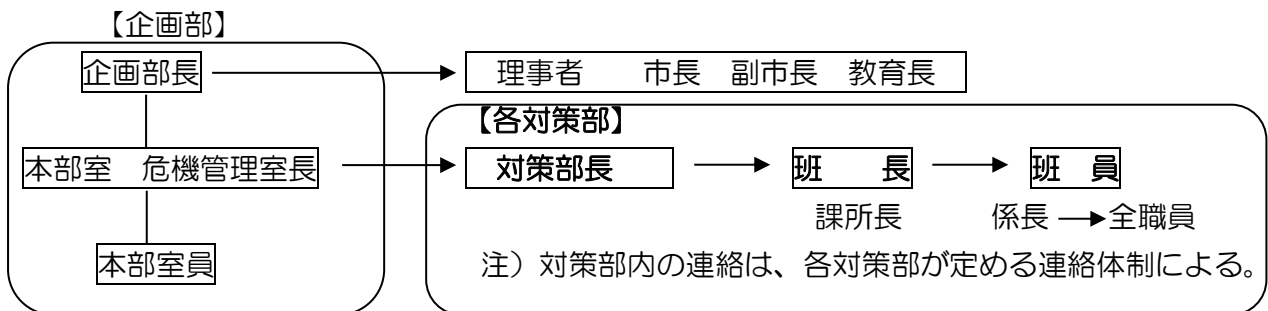 【企画部】
企画部長 理事者 市長 副市長 教育長
【各対策部】
本部室 危機管理室長 対策部長 班 長 班 員
課所長 係長 全職員
本部室員
注）対策部内の連絡は、各対策部が定める連絡体制による。